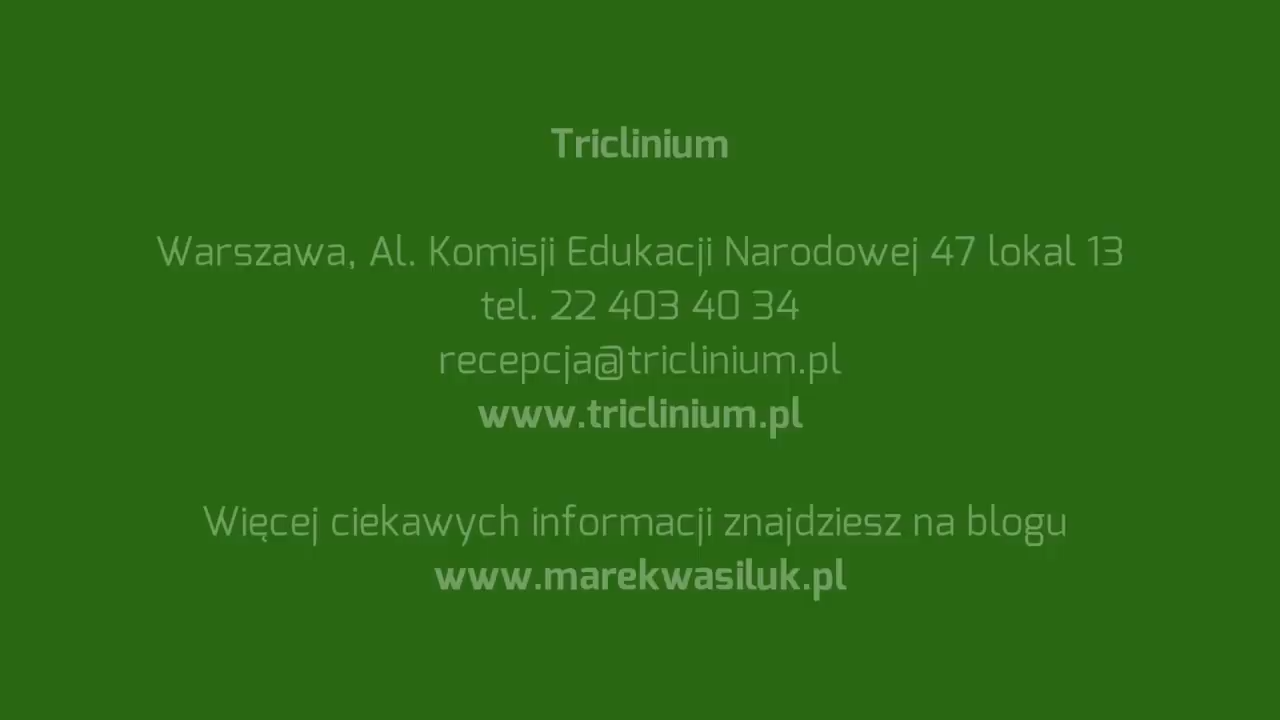 Triclinium
Warszawa, Al. Komisji Edukacji Narodowej 47 lokal 13
tel. 22 403 40 34
recepcja@triclinium.pl
www.triclinium.pl
Więcej ciekawych informacji znajdziesz na blogu
www.marekwasiluk.pl